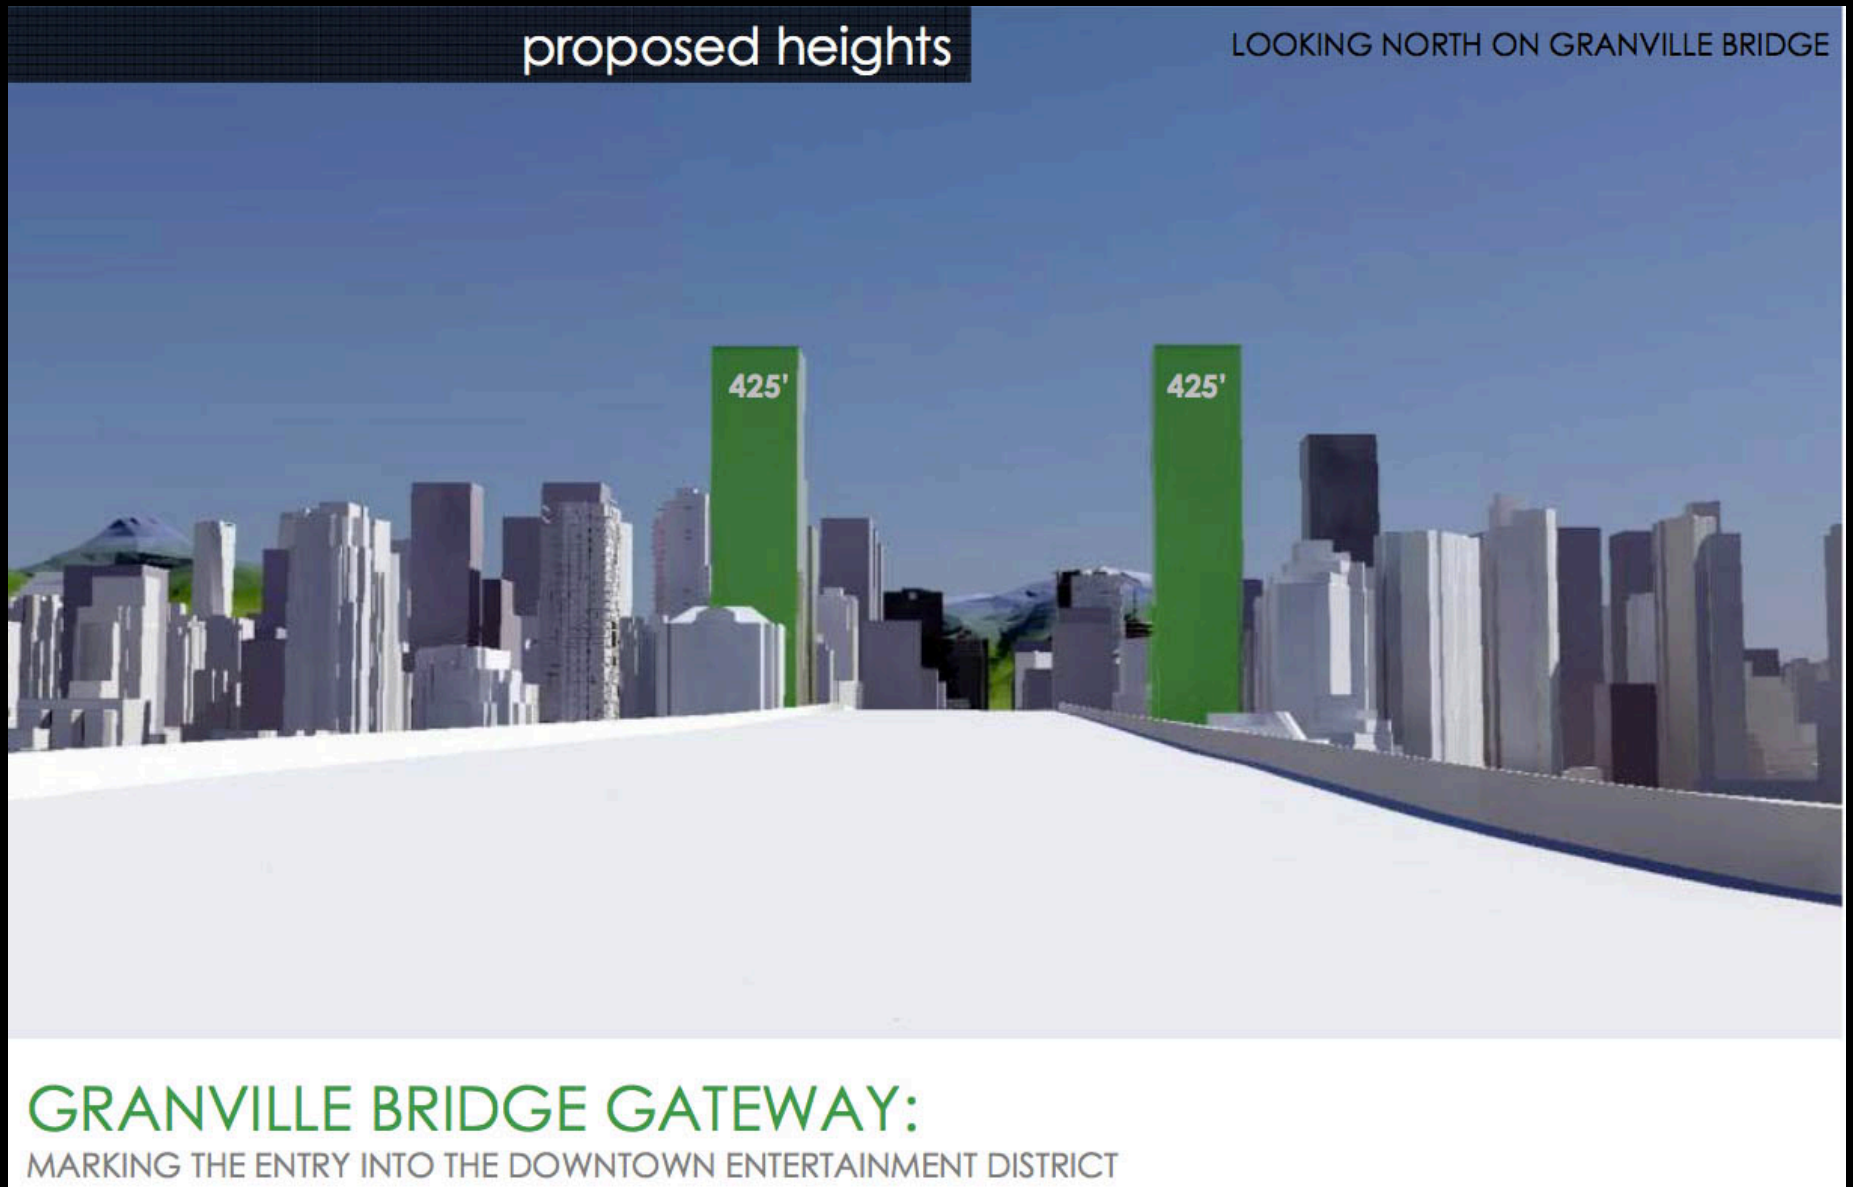 proposed heights
LOOKING NORTH ON GRANVILLE BRIDGE
425'
425'
GRANVILLE BRIDGE GATEWAY:
MARKING THE ENTRY INTO THE DOWNTOWN ENTERTAINMENT DISTRICT